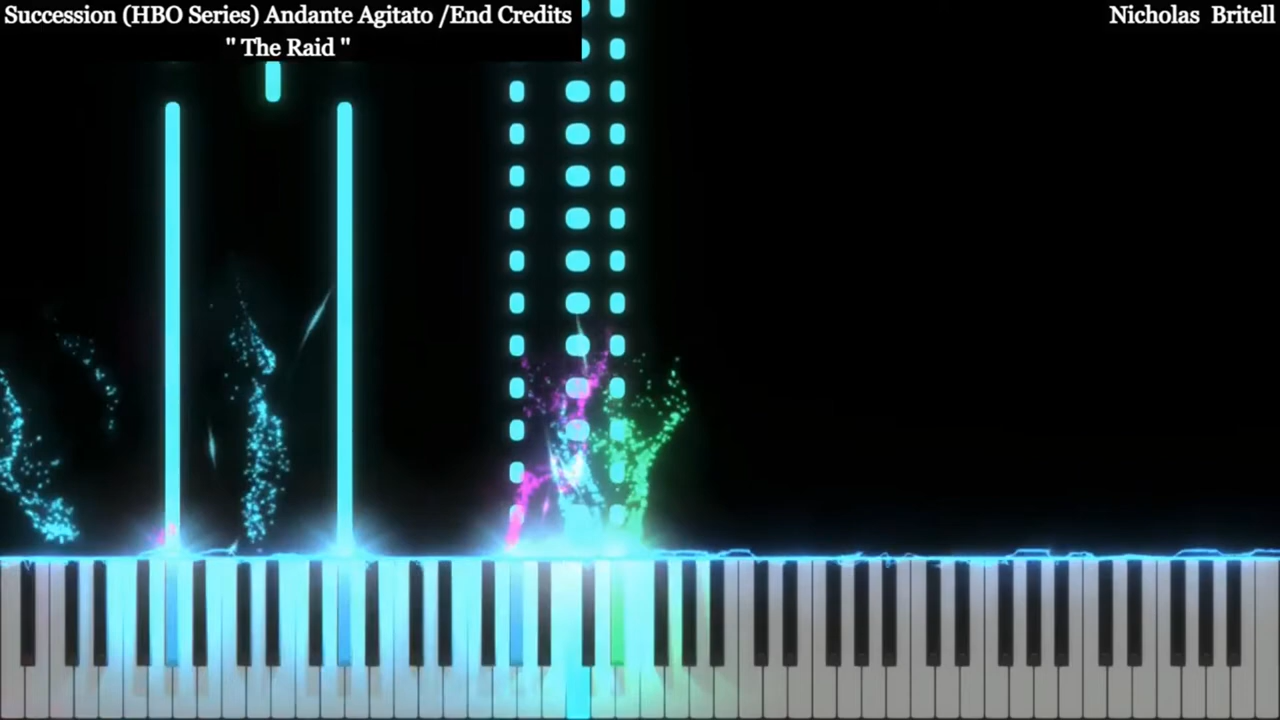 Succession (HBO Series) Andante Agitato /End Credits
" The Raid "
Nicholas Britell